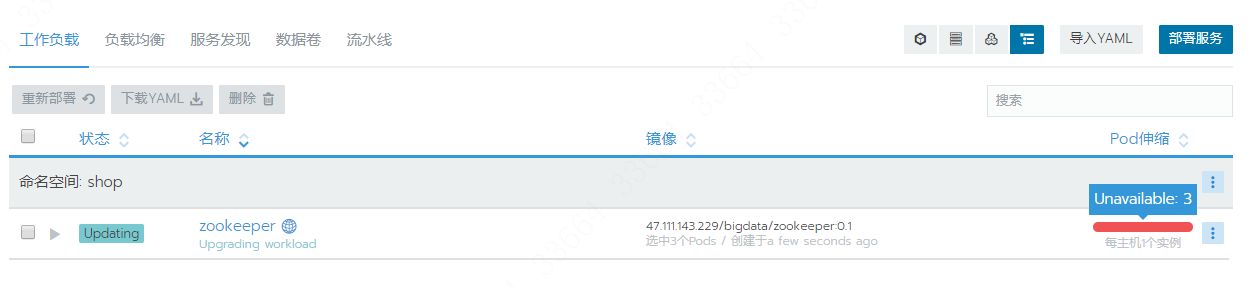 工作负载 负载均衡 服务发现 数据卷 流水线 导入YAML 部署服务
重新部署 下载YAML 删除 搜索
状态 名称 镜像 Pod伸缩
命名空间: shop
Unavailable: 3
Updating zookeeper 47.111.143.229/bigdata/zookeeper:0.1
Upgrading workload 选中3个Pods / 创建于a few seconds ago 每主机1个实例
33661
33664
33661